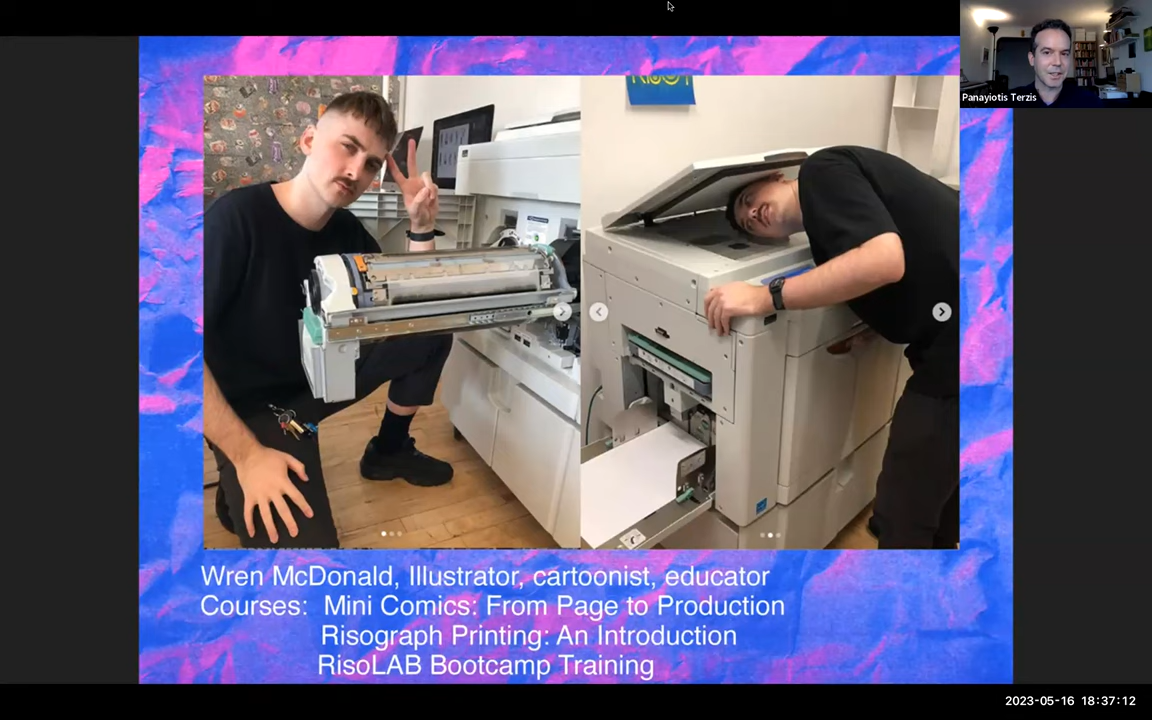 Panayiotis Terzis
Wren McDonald, Illustrator, cartoonist, educator
Courses: Mini Comics: From Page to Production
Risograph Printing: An Introduction
RisoLAB Bootcamp Training
2023-05-16 18:37:12